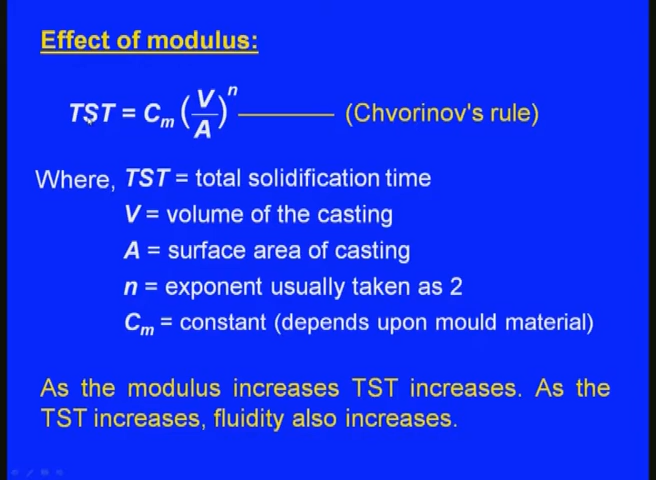 Effect of modulus:
TST = Cm (V/A)^n ——— (Chvorinov's rule)
Where, TST = total solidification time
V = volume of the casting
A = surface area of casting
n = exponent usually taken as 2
Cm = constant (depends upon mould material)
As the modulus increases TST increases. As the
TST increases, fluidity also increases.